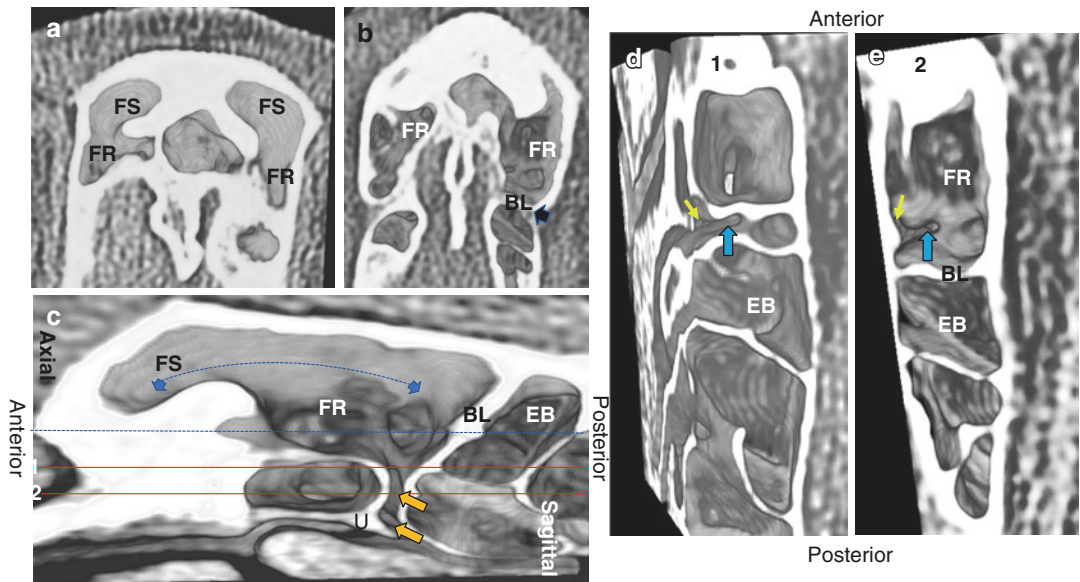 a
FS
FS
FR
FR
b
FR
FR
BL
c
Axial
FS
FR
BL
EB
Anterior
Posterior
1
2
U
Sagittal
Anterior
d
1
EB
e
2
FR
BL
EB
Posterior